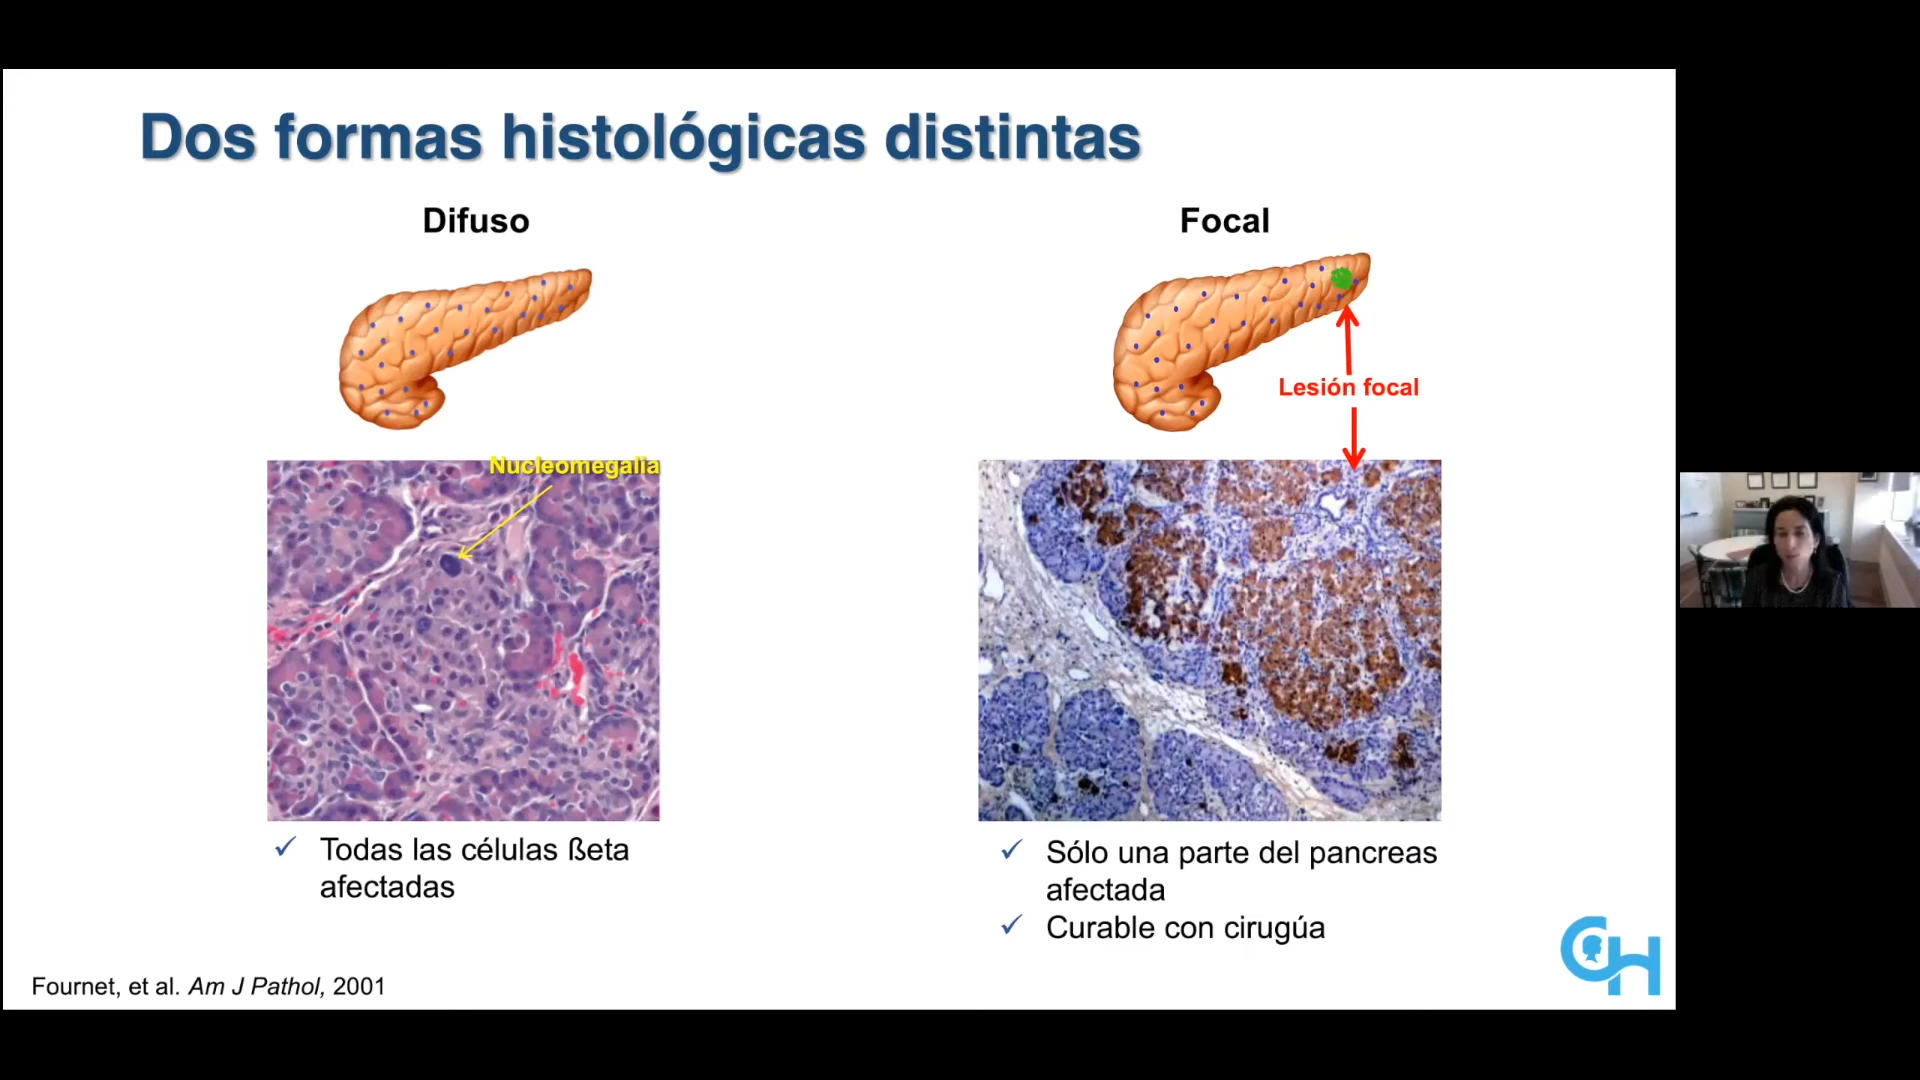 Dos formas histológicas distintas
Difuso
Nucleomegalia
✓ Todas las células ßeta
afectadas
Focal
Lesión focal
✓ Sólo una parte del pancreas
afectada
✓ Curable con cirugúa
Fournet, et al. Am J Pathol, 2001
CH